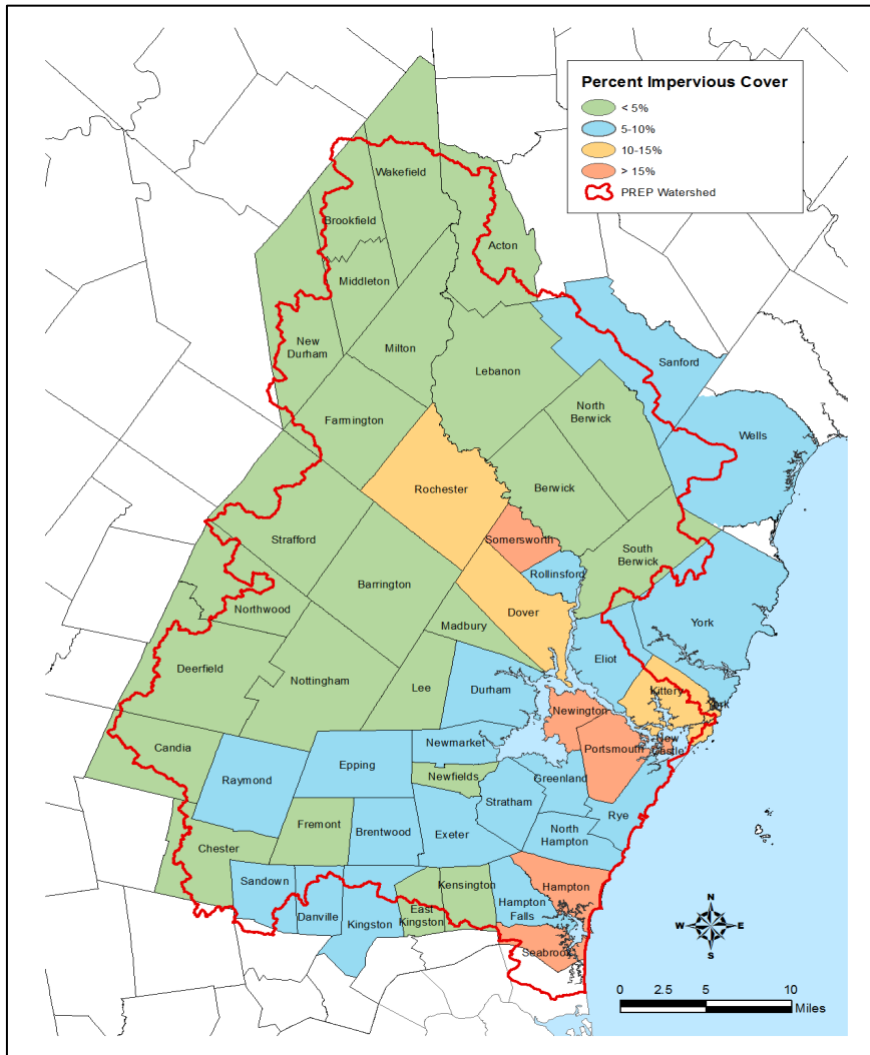 Percent Impervious Cover
< 5%
5-10%
10-15%
> 15%
PREP Watershed
Wakefield
Brookfield
Acton
Middleton
New
Durham
Milton
Lebanon
Sanford
North
Berwick
Farmington
Wells
Rochester
Berwick
Somersworth
Strafford
South
Berwick
Rollinsford
Barrington
Northwood
Dover
York
Madbury
Deerfield
Eliot
Nottingham
Lee
Durham
Kittery
Newington
Candia
Newmarket
New
Castle
Portsmouth
Raymond
Epping
Newfields
Greenland
Stratham
Rye
Fremont
Brentwood
Exeter
North
Hampton
Chester
Sandown
Kensington
Hampton
Danville
Hampton
Falls
East
Kingston
Kingston
Seabrook
N
W
E
S
0
5
10
Miles